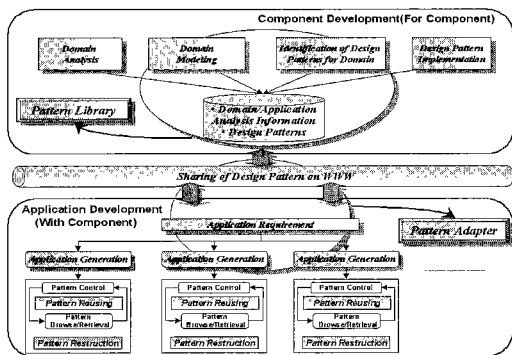 Component Development(For Component)
Domain
Analysis
Domain
Modeling
Identification of Design
Patterns for Domain
Design Pattern
Implementation
Pattern Library
• Domain/Application
Analysis Information
• Design Patterns
Sharing of Design Pattern on WWW
Application Development
(With Component)
Application Requirement
Pattern Adapter
Application Generation
Application Generation
Application Generation
Pattern Control
Pattern Reusing
Pattern
Browse/Retrieval
Pattern Restruction
Pattern Control
Pattern Reusing
Pattern
Browse/Retrieval
Pattern Restruction
Pattern Control
Pattern Reusing
Pattern
Browse/Retrieval
Pattern Restruction